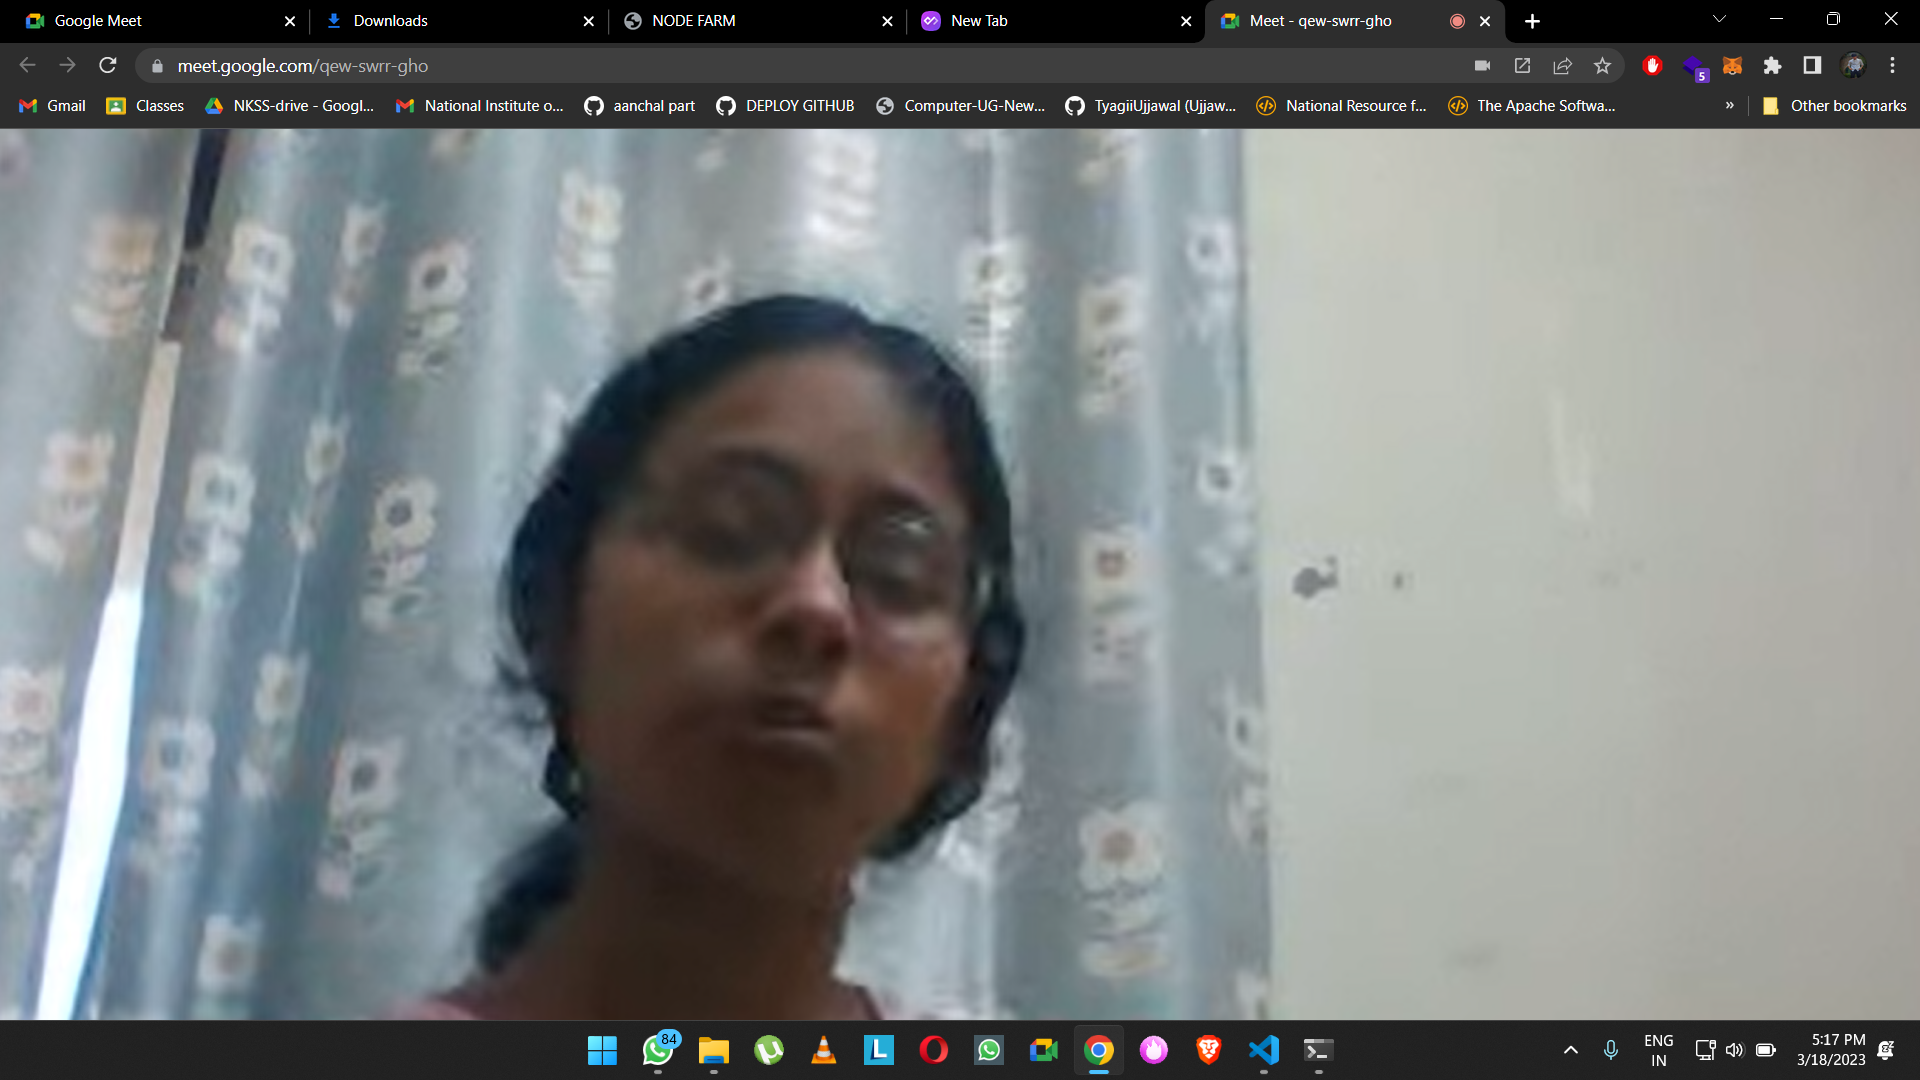 Google Meet
Downloads
NODE FARM
New Tab
Meet - qew-swrr-gho
meet.google.com/qew-swrr-gho
5
Gmail
Classes
NKSS-drive - Googl...
National Institute o...
aanchal part
DEPLOY GITHUB
Computer-UG-New...
TyagiiUjjawal (Ujjaw...
National Resource f...
The Apache Softwa...
»
Other bookmarks
84
L
ENG
IN
5:17 PM
3/18/2023